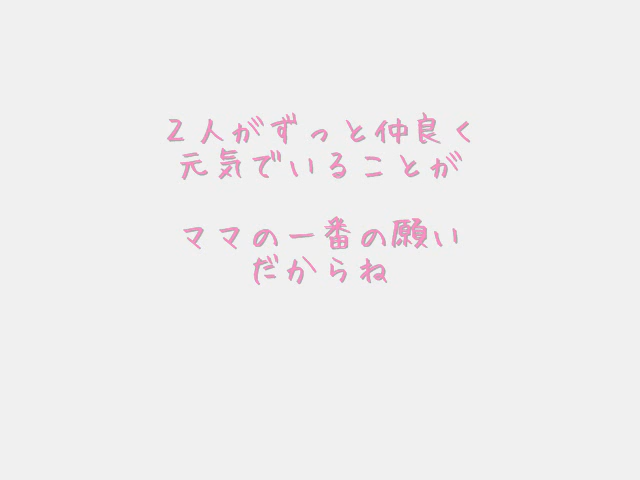 ２人がずっと仲良く
元気でいることが
ママの一番の願い
だからね